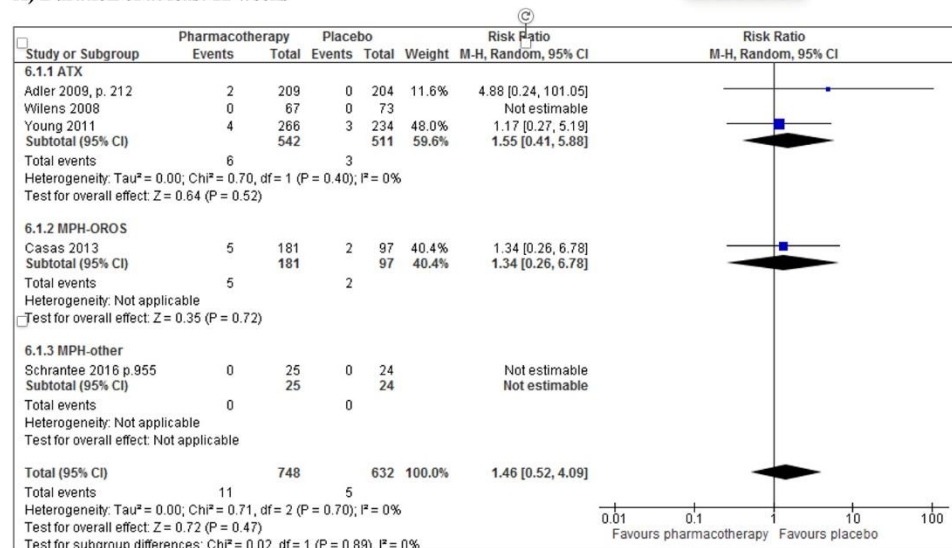 Pharmacotherapy Placebo Risk Ratio Risk Ratio
Study or Subgroup Events Total Events Total Weight M-H, Random, 95% CI M-H, Random, 95% CI
6.1.1 ATX
Adler 2009, p. 212 2 209 0 204 11.6% 4.88 [0.24, 101.05]
Wilens 2008 0 67 0 73 Not estimable
Young 2011 4 266 3 234 48.0% 1.17 [0.27, 5.19]
Subtotal (95% CI) 542 511 59.6% 1.55 [0.41, 5.88]
Total events 6 3
Heterogeneity: Tau² = 0.00; Chi² = 0.70, df = 1 (P = 0.40); I² = 0%
Test for overall effect: Z = 0.64 (P = 0.52)
6.1.2 MPH-OROS
Casas 2013 5 181 2 97 40.4% 1.34 [0.26, 6.78]
Subtotal (95% CI) 181 97 40.4% 1.34 [0.26, 6.78]
Total events 5 2
Heterogeneity: Not applicable
Test for overall effect: Z = 0.35 (P = 0.72)
6.1.3 MPH-other
Schrantee 2016 p.955 0 25 0 24 Not estimable
Subtotal (95% CI) 25 24 Not estimable
Total events 0 0
Heterogeneity: Not applicable
Test for overall effect: Not applicable
Total (95% CI) 748 632 100.0% 1.46 [0.52, 4.09]
Total events 11 5
Heterogeneity: Tau² = 0.00; Chi² = 0.71, df = 2 (P = 0.70); I² = 0%
Test for overall effect: Z = 0.72 (P = 0.47)
Test for subgroup differences: Chi² = 0.02, df = 1 (P = 0.89), I² = 0%
0.01 0.1 1 10 100
Favours pharmacotherapy Favours placebo